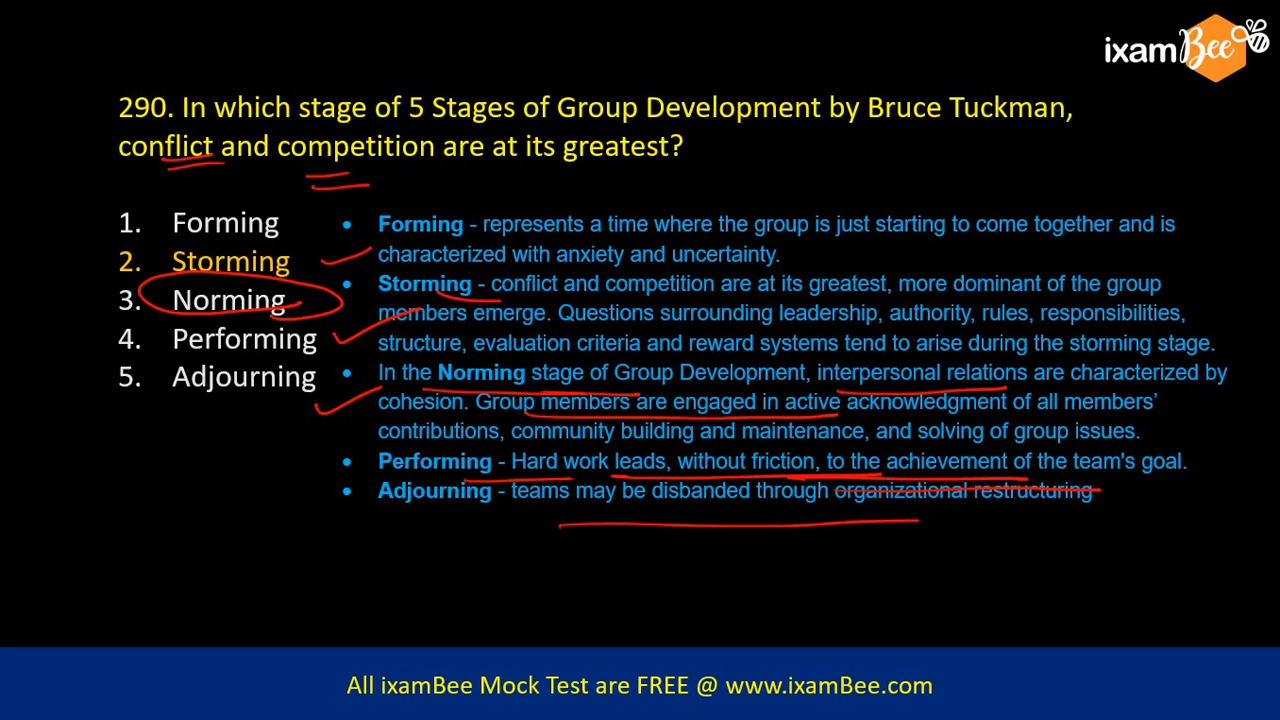 ixamBee
290. In which stage of 5 Stages of Group Development by Bruce Tuckman,
conflict and competition are at its greatest?
1. Forming
2. Storming
3. Norming
4. Performing
5. Adjourning
• Forming - represents a time where the group is just starting to come together and is
characterized with anxiety and uncertainty.
• Storming - conflict and competition are at its greatest, more dominant of the group
members emerge. Questions surrounding leadership, authority, rules, responsibilities,
structure, evaluation criteria and reward systems tend to arise during the storming stage.
• In the Norming stage of Group Development, interpersonal relations are characterized by
cohesion. Group members are engaged in active acknowledgment of all members’
contributions, community building and maintenance, and solving of group issues.
• Performing - Hard work leads, without friction, to the achievement of the team's goal.
• Adjourning - teams may be disbanded through organizational restructuring
All ixamBee Mock Test are FREE @ www.ixamBee.com